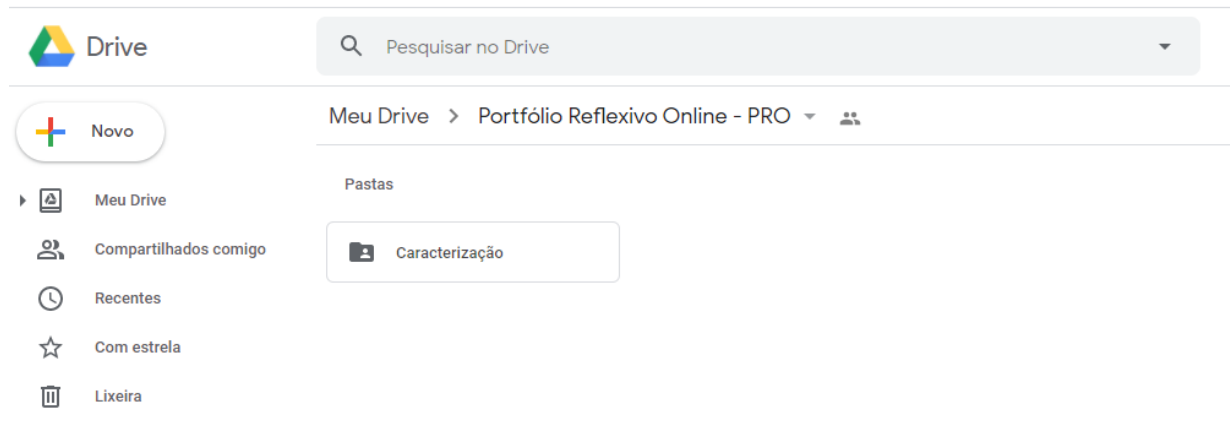 Drive
Pesquisar no Drive
Novo
Meu Drive > Portfólio Reflexivo Online - PRO
Pastas
Caracterização
Meu Drive
Compartilhados comigo
Recentes
Com estrela
Lixeira